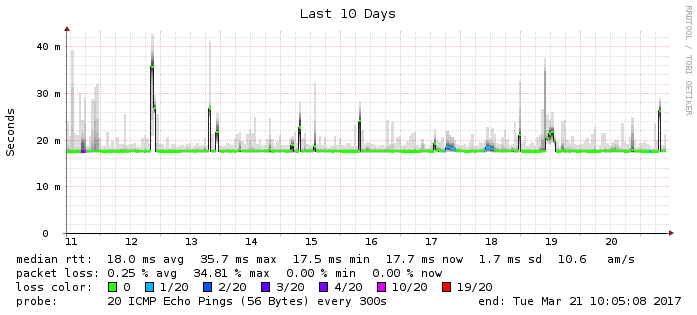 Last 10 Days
RRDTOOL / TOBI OETIKER
Seconds
40 m
30 m
20 m
10 m
0
11 12 13 14 15 16 17 18 19 20
median rtt: 18.0 ms avg 35.7 ms max 17.5 ms min 17.7 ms now 1.7 ms sd 10.6 am/s
packet loss: 0.25 % avg 34.81 % max 0.00 % min 0.00 % now
loss color: 0 1/20 2/20 3/20 4/20 10/20 19/20
probe: 20 ICMP Echo Pings (56 Bytes) every 300s end: Tue Mar 21 10:05:08 2017